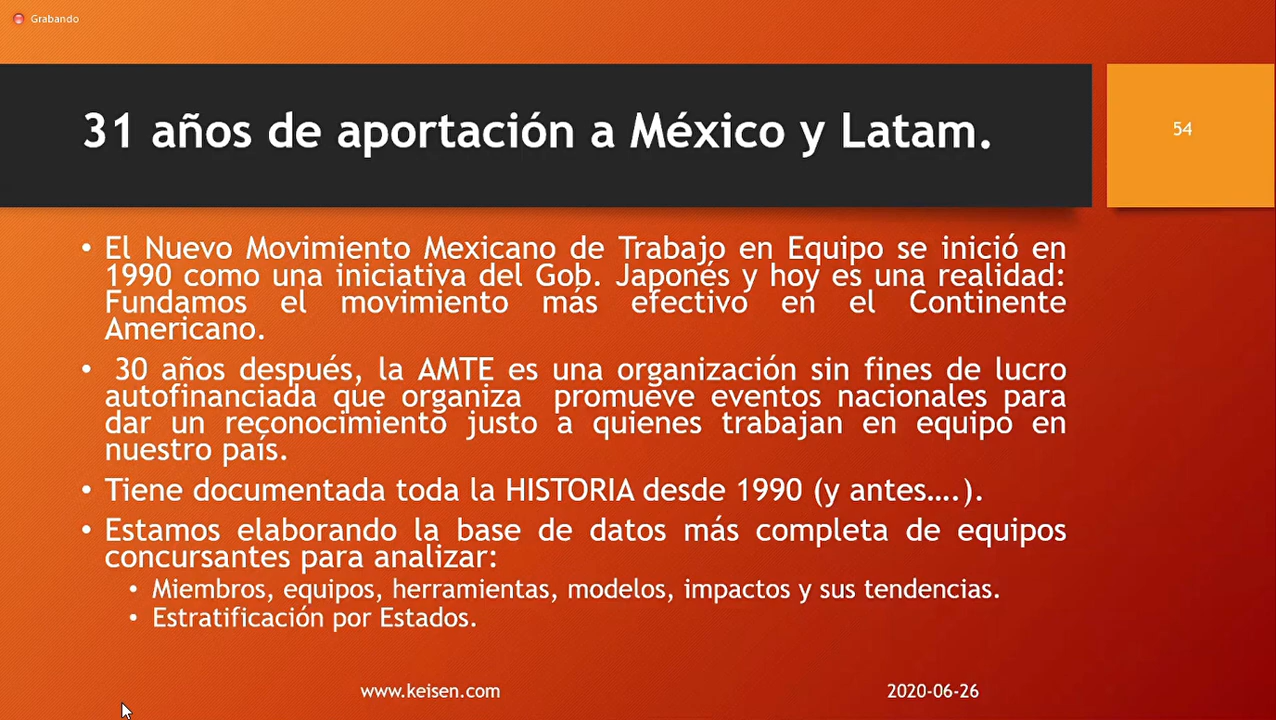 Grabando
31 años de aportación a México y Latam.
54
• El Nuevo Movimiento Mexicano de Trabajo en Equipo se inició en
1990 como una iniciativa del Gob. Japonés y hoy es una realidad:
Fundamos el movimiento más efectivo en el Continente
Americano.
• 30 años después, la AMTE es una organización sin fines de lucro
autofinanciada que organiza promueve eventos nacionales para
dar un reconocimiento justo a quienes trabajan en equipo en
nuestro país.
• Tiene documentada toda la HISTORIA desde 1990 (y antes….).
• Estamos elaborando la base de datos más completa de equipos
concursantes para analizar:
• Miembros, equipos, herramientas, modelos, impactos y sus tendencias.
• Estratificación por Estados.
www.keisen.com
2020-06-26